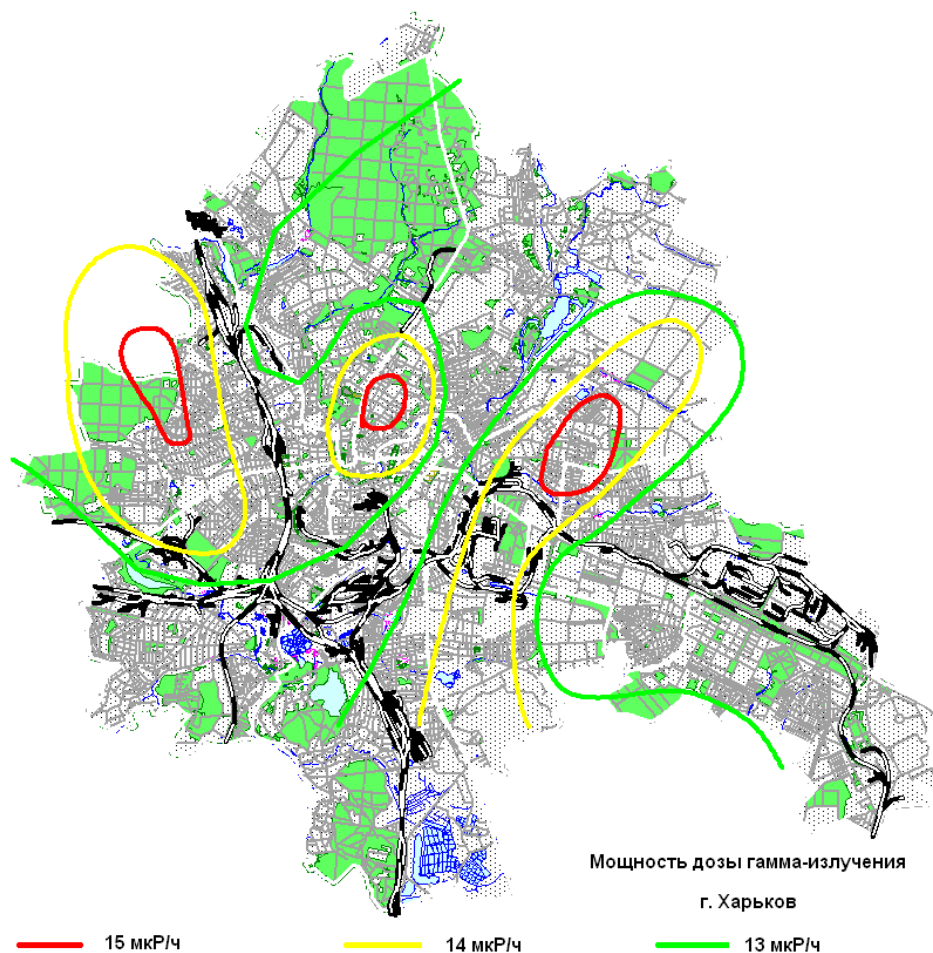 Мощность дозы гамма-излучения
г. Харьков
15 мкР/ч
14 мкР/ч
13 мкР/ч